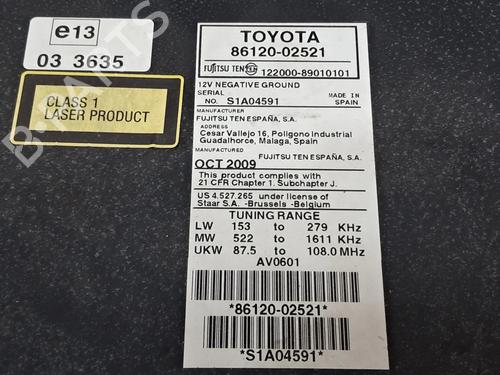 e13
03 3635
CLASS 1
LASER PRODUCT
B-PARTS
TOYOTA
86120-02521
FUJITSU TEN 122000-89010101
12V NEGATIVE GROUND
SERIAL
NO. S1A04591
MADE IN
SPAIN
MANUFACTURER
FUJITSU TEN ESPAÑA, S.A.
ADDRESS
Cesar Vallejo 16, Poligono Industrial
Guadalhorce, Malaga, Spain
MANUFACTURED
OCT 2009 FUJITSU TEN ESPAÑA, S.A.
This product complies with
21 CFR Chapter 1. Subchapter J.
US 4.527.265 under license of
Staar S.A. -Brussels -Belgium
TUNING RANGE
LW 153 to 279 KHz
MW 522 to 1611 KHz
UKW 87.5 to 108.0 MHz
AV0601
*86120-02521*
*S1A04591*